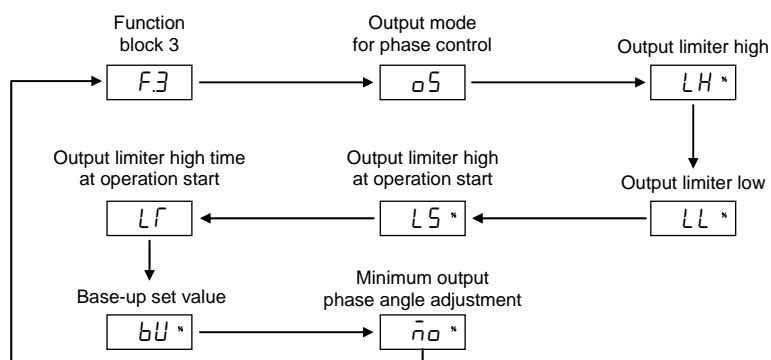 Function
block 3
F.3
Output mode
for phase control
oS
Output limiter high
LH %
Output limiter high time
at operation start
LT
Output limiter high
at operation start
LS %
Output limiter low
LL %
Base-up set value
bU %
Minimum output
phase angle adjustment
n̄o %